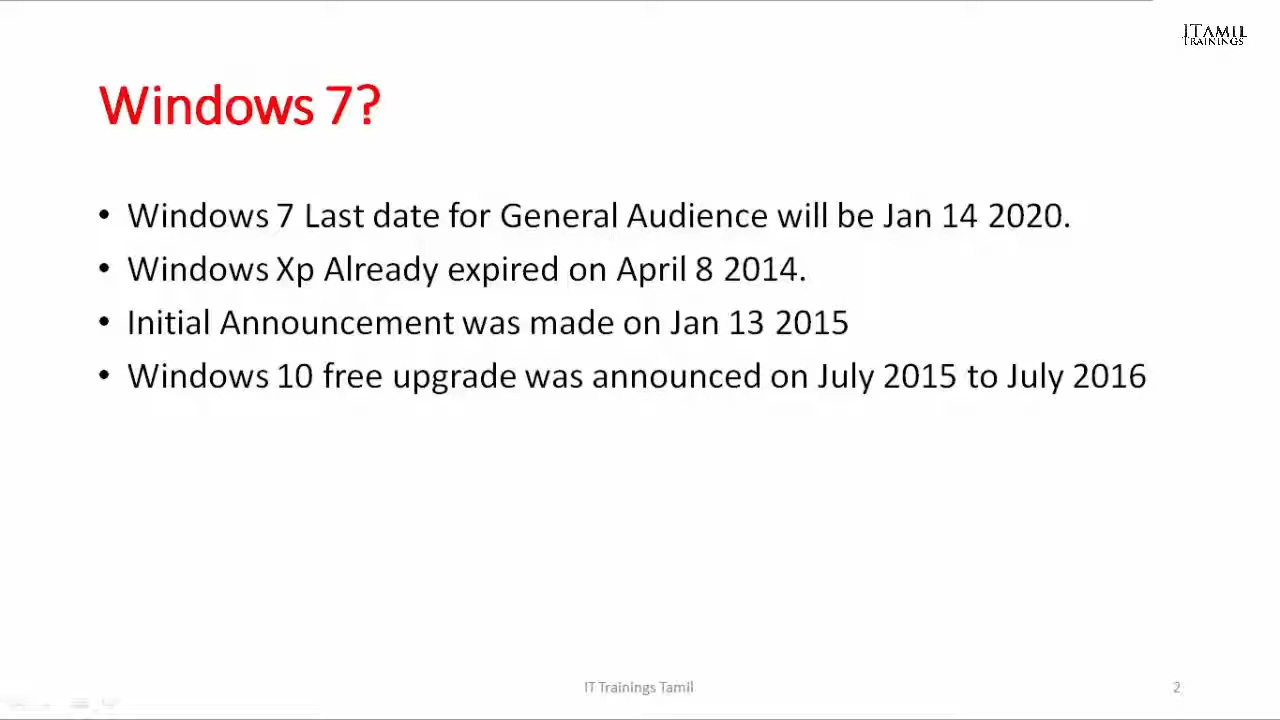 ITAMIL
TRAININGS
Windows 7?
• Windows 7 Last date for General Audience will be Jan 14 2020.
• Windows Xp Already expired on April 8 2014.
• Initial Announcement was made on Jan 13 2015
• Windows 10 free upgrade was announced on July 2015 to July 2016
IT Trainings Tamil
2